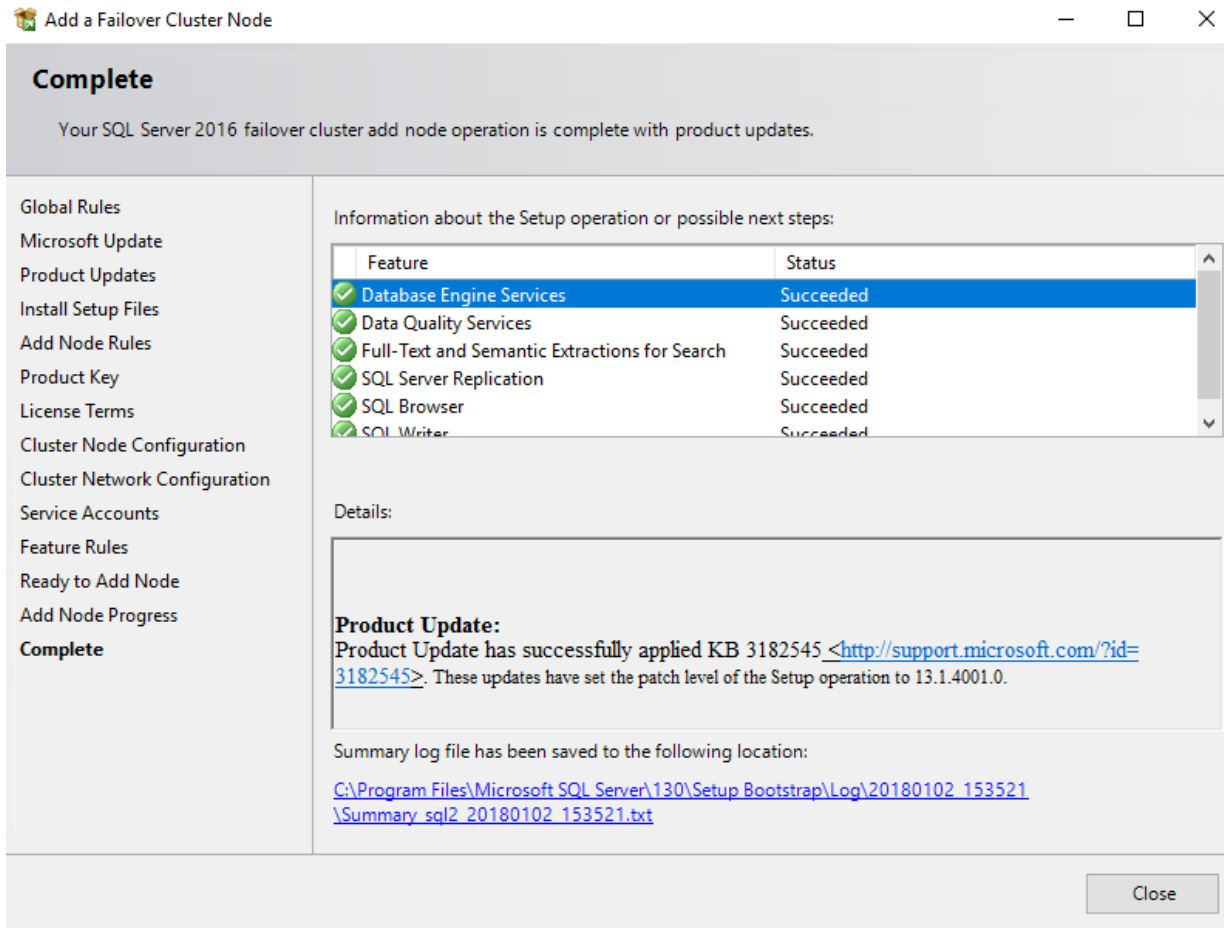 Add a Failover Cluster Node
Complete
Your SQL Server 2016 failover cluster add node operation is complete with product updates.
Global Rules
Microsoft Update
Product Updates
Install Setup Files
Add Node Rules
Product Key
License Terms
Cluster Node Configuration
Cluster Network Configuration
Service Accounts
Feature Rules
Ready to Add Node
Add Node Progress
Complete
Information about the Setup operation or possible next steps:
Feature Status
Database Engine Services Succeeded
Data Quality Services Succeeded
Full-Text and Semantic Extractions for Search Succeeded
SQL Server Replication Succeeded
SQL Browser Succeeded
SQL Writer Succeeded
Details:
Product Update:
Product Update has successfully applied KB 3182545 <http://support.microsoft.com/?id=
3182545>. These updates have set the patch level of the Setup operation to 13.1.4001.0.
Summary log file has been saved to the following location:
C:\Program Files\Microsoft SQL Server\130\Setup Bootstrap\Log\20180102_153521
\Summary_sql2_20180102_153521.txt
Close